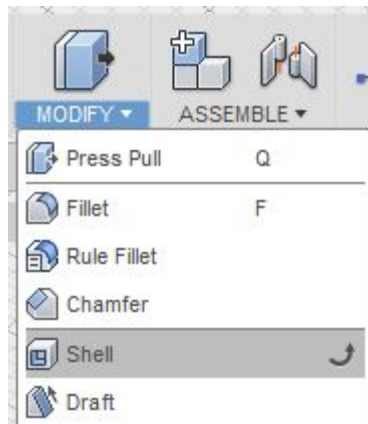 MODIFY ASSEMBLE
Press Pull Q
Fillet F
Rule Fillet
Chamfer
Shell
Draft